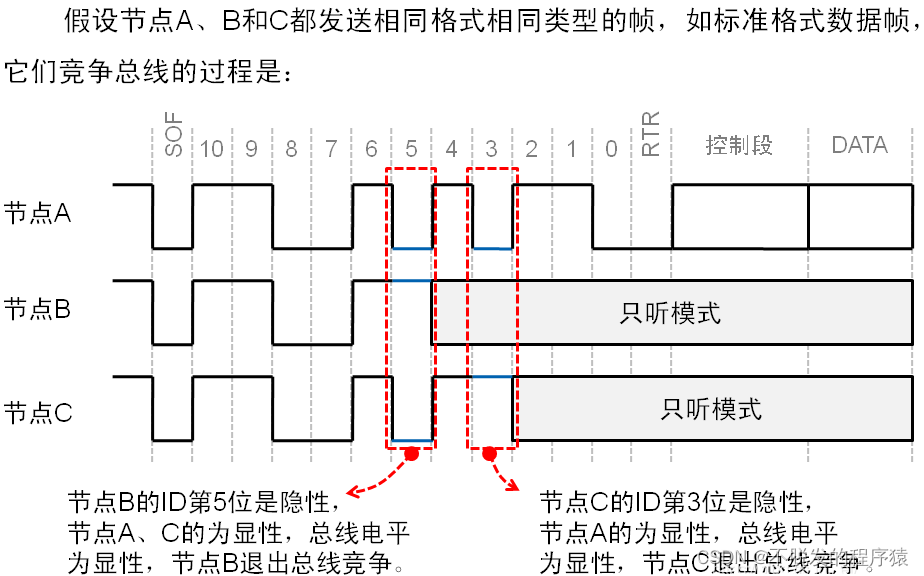 假设节点A、B和C都发送相同格式相同类型的帧，如标准格式数据帧，
它们竞争总线的过程是：
SOF 10 9 8 7 6 5 4 3 2 1 0 RTR 控制段 DATA
节点A
节点B 只听模式
节点C 只听模式
节点B的ID第5位是隐性，
节点A、C的为显性，总线电平
为显性，节点B退出总线竞争。
节点C的ID第3位是隐性，
节点A的为显性，总线电平
为显性，节点C退出总线竞争。
CSDN @不脱发的程序猿